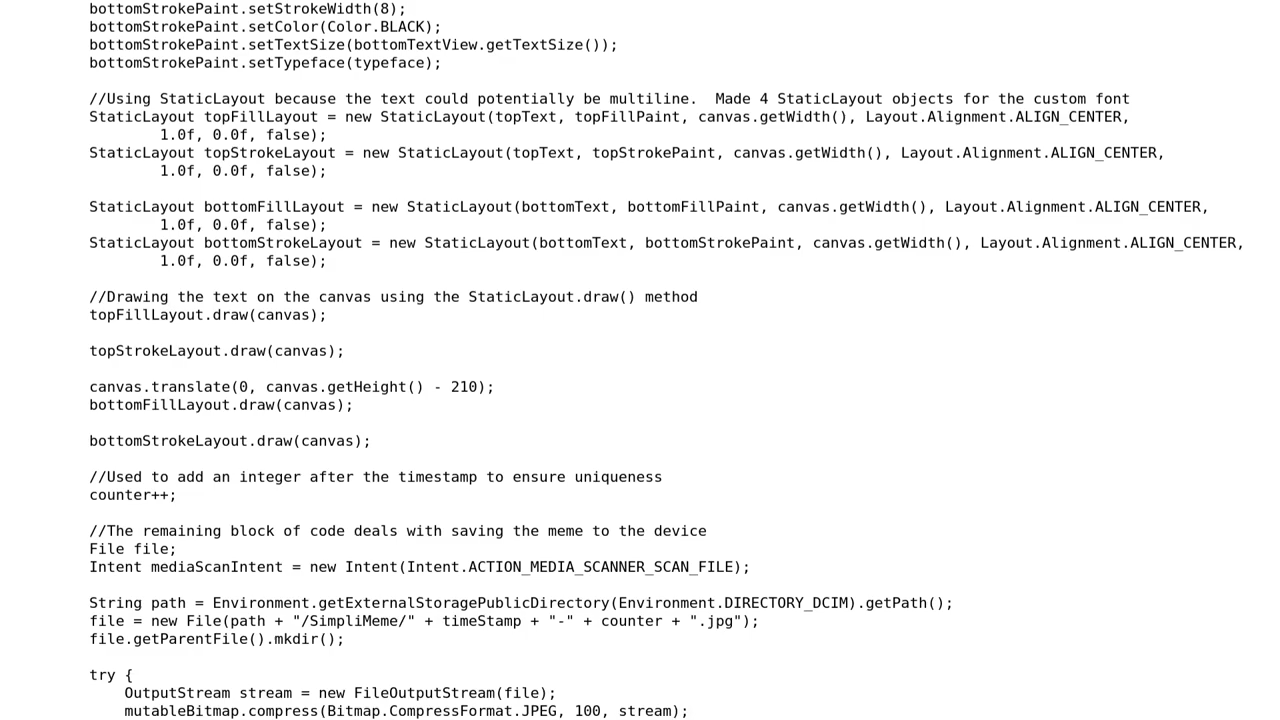 bottomStrokePaint.setStrokeWidth(8);
bottomStrokePaint.setColor(Color.BLACK);
bottomStrokePaint.setTextSize(bottomTextView.getTextSize());
bottomStrokePaint.setTypeface(typeface);

//Using StaticLayout because the text could potentially be multiline.  Made 4 StaticLayout objects for the custom font
StaticLayout topFillLayout = new StaticLayout(topText, topFillPaint, canvas.getWidth(), Layout.Alignment.ALIGN_CENTER,
        1.0f, 0.0f, false);
StaticLayout topStrokeLayout = new StaticLayout(topText, topStrokePaint, canvas.getWidth(), Layout.Alignment.ALIGN_CENTER,
        1.0f, 0.0f, false);

StaticLayout bottomFillLayout = new StaticLayout(bottomText, bottomFillPaint, canvas.getWidth(), Layout.Alignment.ALIGN_CENTER,
        1.0f, 0.0f, false);
StaticLayout bottomStrokeLayout = new StaticLayout(bottomText, bottomStrokePaint, canvas.getWidth(), Layout.Alignment.ALIGN_CENTER,
        1.0f, 0.0f, false);

//Drawing the text on the canvas using the StaticLayout.draw() method
topFillLayout.draw(canvas);

topStrokeLayout.draw(canvas);

canvas.translate(0, canvas.getHeight() - 210);
bottomFillLayout.draw(canvas);

bottomStrokeLayout.draw(canvas);

//Used to add an integer after the timestamp to ensure uniqueness
counter++;

//The remaining block of code deals with saving the meme to the device
File file;
Intent mediaScanIntent = new Intent(Intent.ACTION_MEDIA_SCANNER_SCAN_FILE);

String path = Environment.getExternalStoragePublicDirectory(Environment.DIRECTORY_DCIM).getPath();
file = new File(path + "/SimpliMeme/" + timeStamp + "-" + counter + ".jpg");
file.getParentFile().mkdir();

try {
    OutputStream stream = new FileOutputStream(file);
    mutableBitmap.compress(Bitmap.CompressFormat.JPEG, 100, stream);